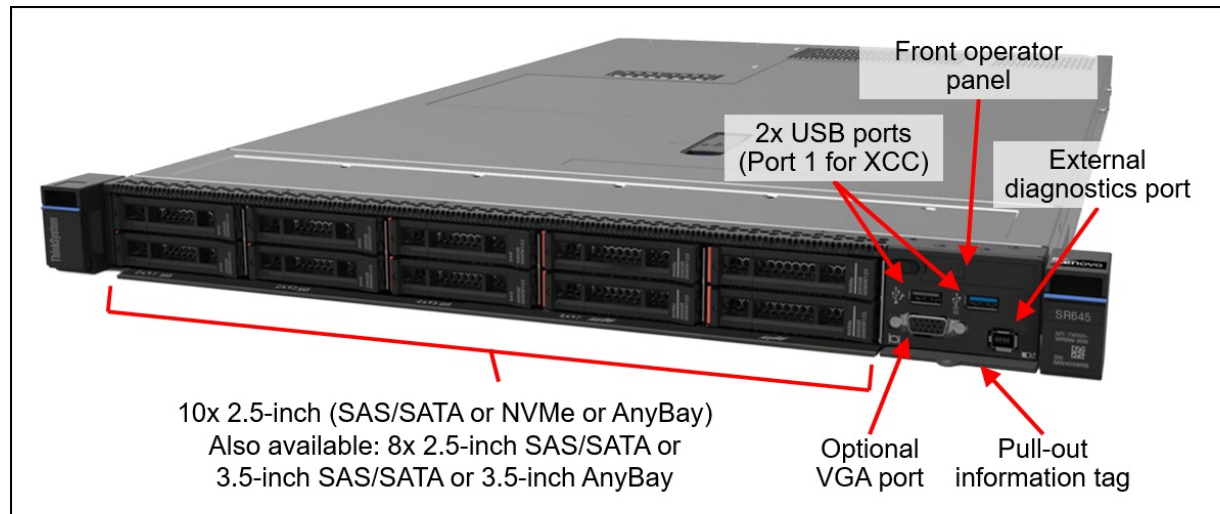 Front operator
panel
2x USB ports
(Port 1 for XCC)
External
diagnostics port
ThinkSystem
Lenovo
SR645
10x 2.5-inch (SAS/SATA or NVMe or AnyBay)
Also available: 8x 2.5-inch SAS/SATA or
3.5-inch SAS/SATA or 3.5-inch AnyBay
Optional
VGA port
Pull-out
information tag